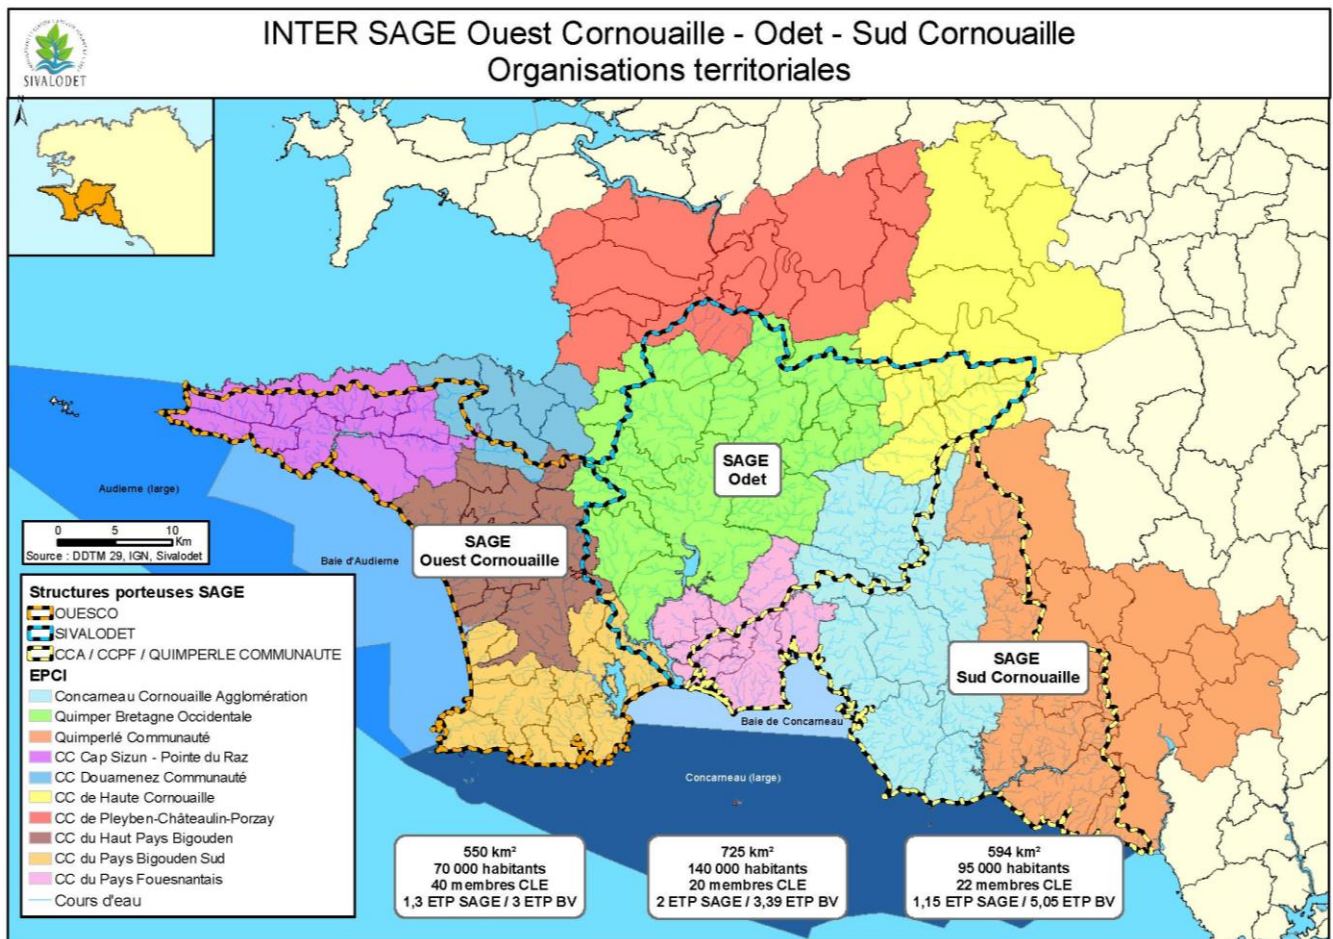 INTER SAGE Ouest Cornouaille - Odet - Sud Cornouaille
Organisations territoriales
SIVALODET
N
SAGE
Odet
Audierne (large)
0 5 10
Km
Source : DDTM 29, IGN, Sivalodet
SAGE
Ouest Cornouaille
Baie d'Audierne
Structures porteuses SAGE
OUESCO
SIVALODET
CCA / CCPF / QUIMPERLE COMMUNAUTE
EPCI
Concarneau Cornouaille Agglomération
Quimper Bretagne Occidentale
Quimperlé Communauté
CC Cap Sizun - Pointe du Raz
CC Douarnenez Communauté
CC de Haute Cornouaille
CC de Pleyben-Châteaulin-Porzay
CC du Haut Pays Bigouden
CC du Pays Bigouden Sud
CC du Pays Fouesnantais
Cours d'eau
SAGE
Sud Cornouaille
Baie de Concarneau
Concarneau (large)
550 km²
70 000 habitants
40 membres CLE
1,3 ETP SAGE / 3 ETP BV
725 km²
140 000 habitants
20 membres CLE
2 ETP SAGE / 3,39 ETP BV
594 km²
95 000 habitants
22 membres CLE
1,15 ETP SAGE / 5,05 ETP BV